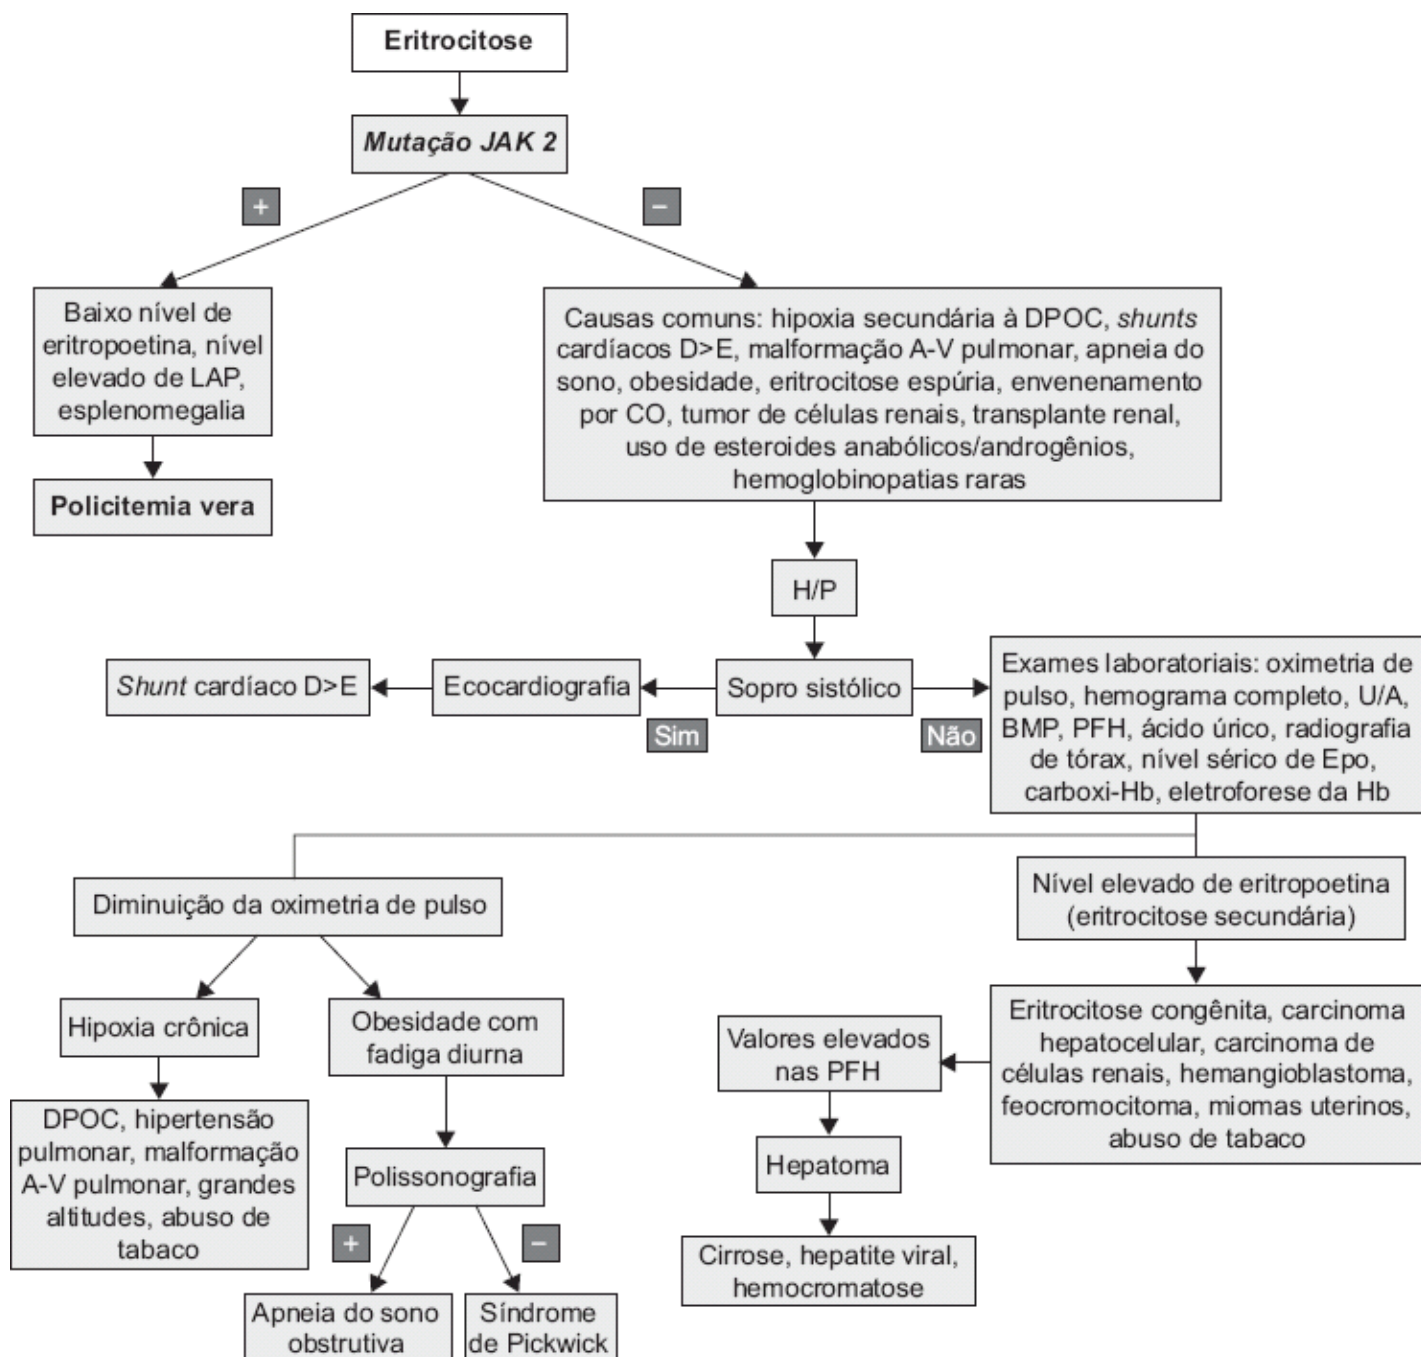 Eritrocitose
Mutação JAK 2
+
−
Baixo nível de
eritropoetina, nível
elevado de LAP,
esplenomegalia
Policitemia vera
Causas comuns: hipoxia secundária à DPOC, shunts
cardíacos D>E, malformação A-V pulmonar, apneia do
sono, obesidade, eritrocitose espúria, envenenamento
por CO, tumor de células renais, transplante renal,
uso de esteroides anabólicos/androgênios,
hemoglobinopatias raras
H/P
Sopro sistólico
Sim
Não
Ecocardiografia
Shunt cardíaco D>E
Exames laboratoriais: oximetria de
pulso, hemograma completo, U/A,
BMP, PFH, ácido úrico, radiografia
de tórax, nível sérico de Epo,
carboxi-Hb, eletroforese da Hb
Diminuição da oximetria de pulso
Hipoxia crônica
DPOC, hipertensão
pulmonar, malformação
A-V pulmonar, grandes
altitudes, abuso de
tabaco
Obesidade com
fadiga diurna
Polissonografia
+
−
Apneia do sono
obstrutiva
Síndrome
de Pickwick
Nível elevado de eritropoetina
(eritrocitose secundária)
Eritrocitose congênita, carcinoma
hepatocelular, carcinoma de
células renais, hemangioblastoma,
feocromocitoma, miomas uterinos,
abuso de tabaco
Valores elevados
nas PFH
Hepatoma
Cirrose, hepatite viral,
hemocromatose